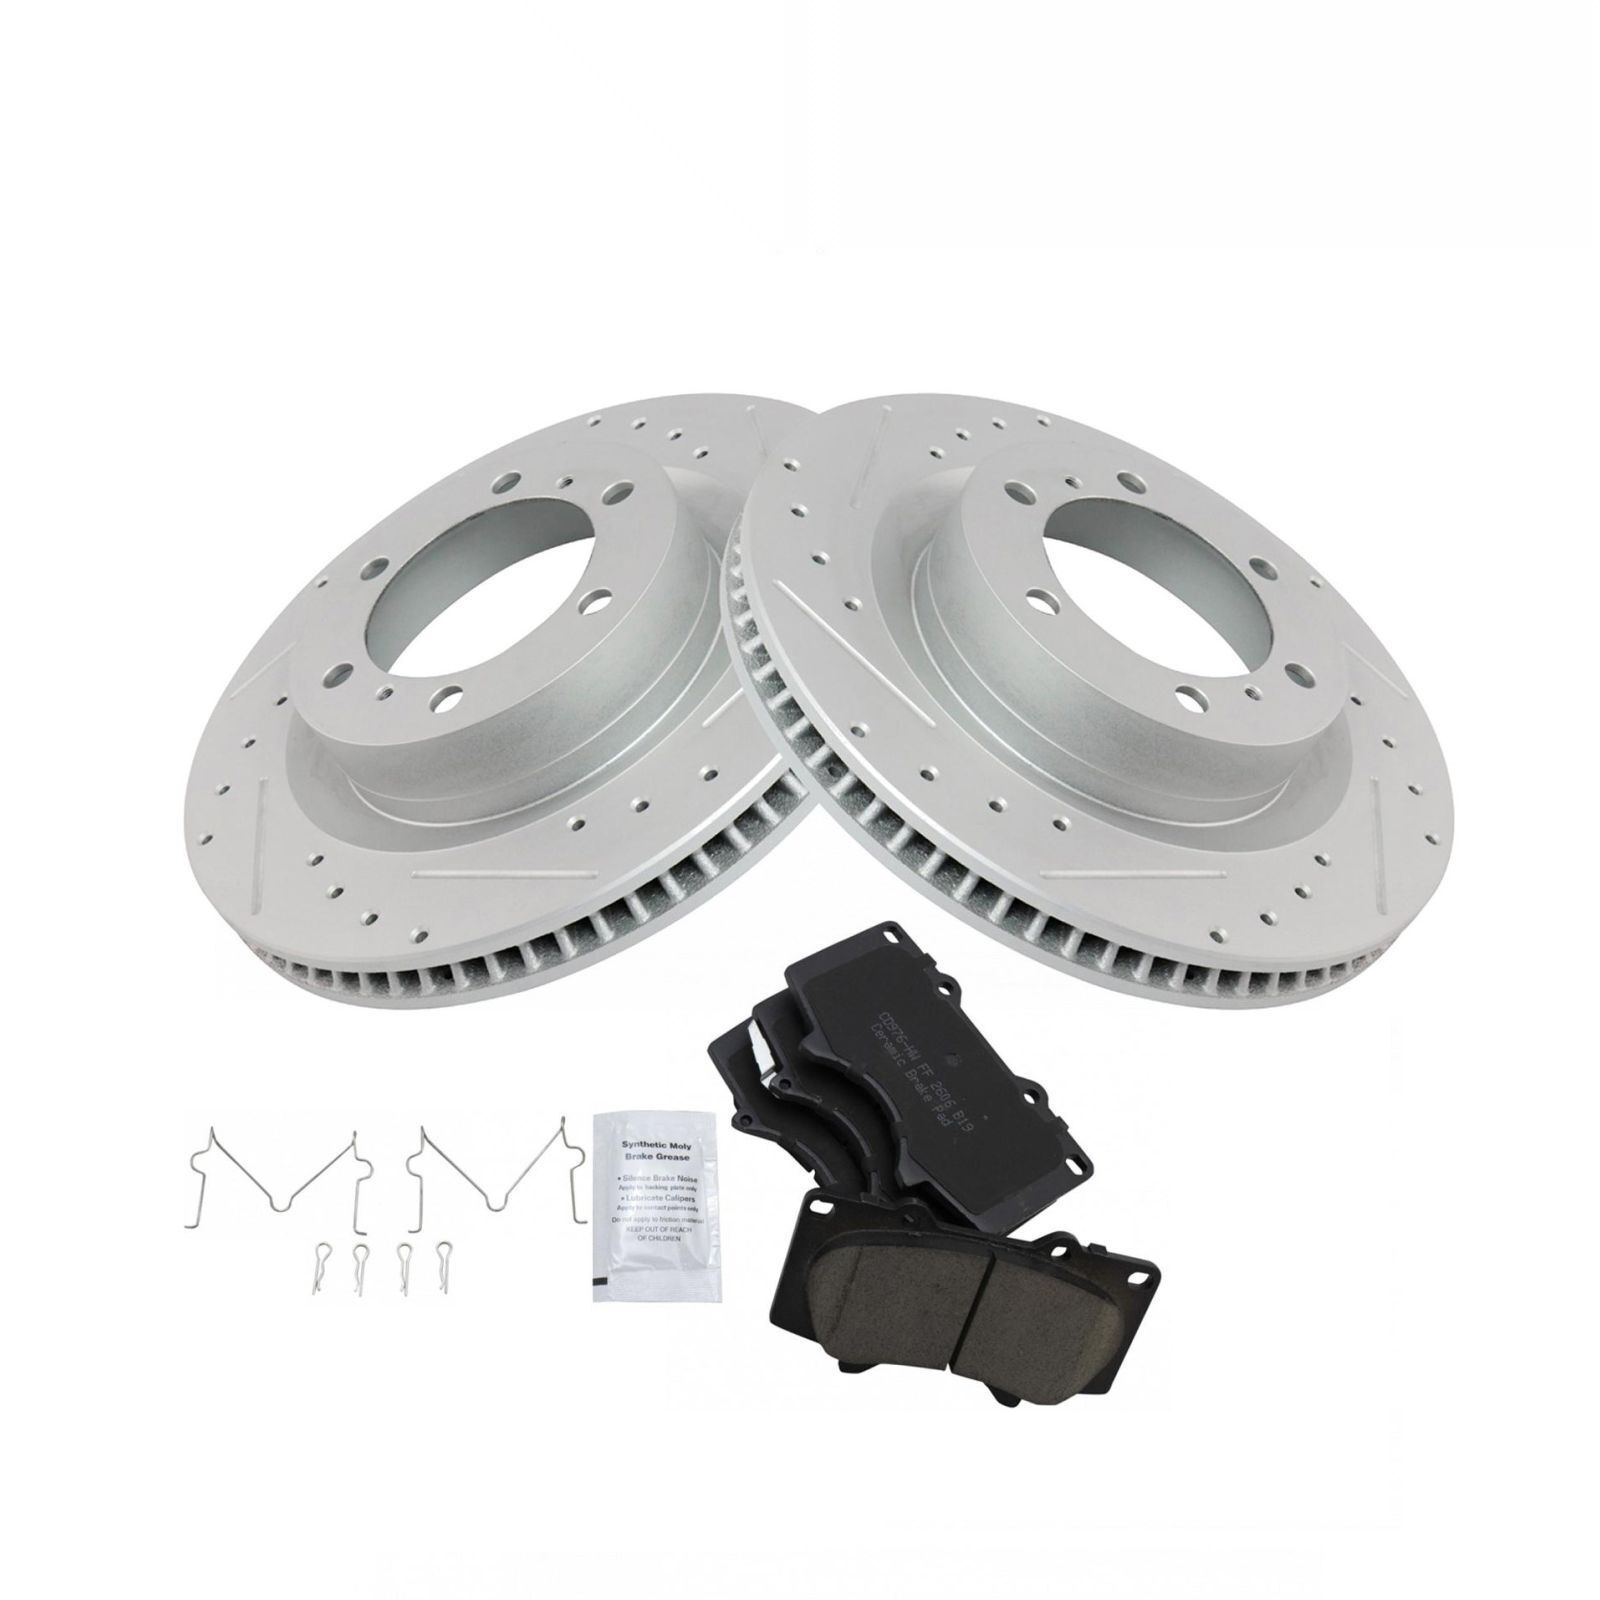 CD976-HW FF 2606 B19
Ceramic Brake Pad
Synthetic Moly
Brake Grease
• Silence Brake Noise
Apply to backing plate only
• Lubricate Calipers
Apply to contact points only
Do not apply to friction material
KEEP OUT OF REACH
OF CHILDREN